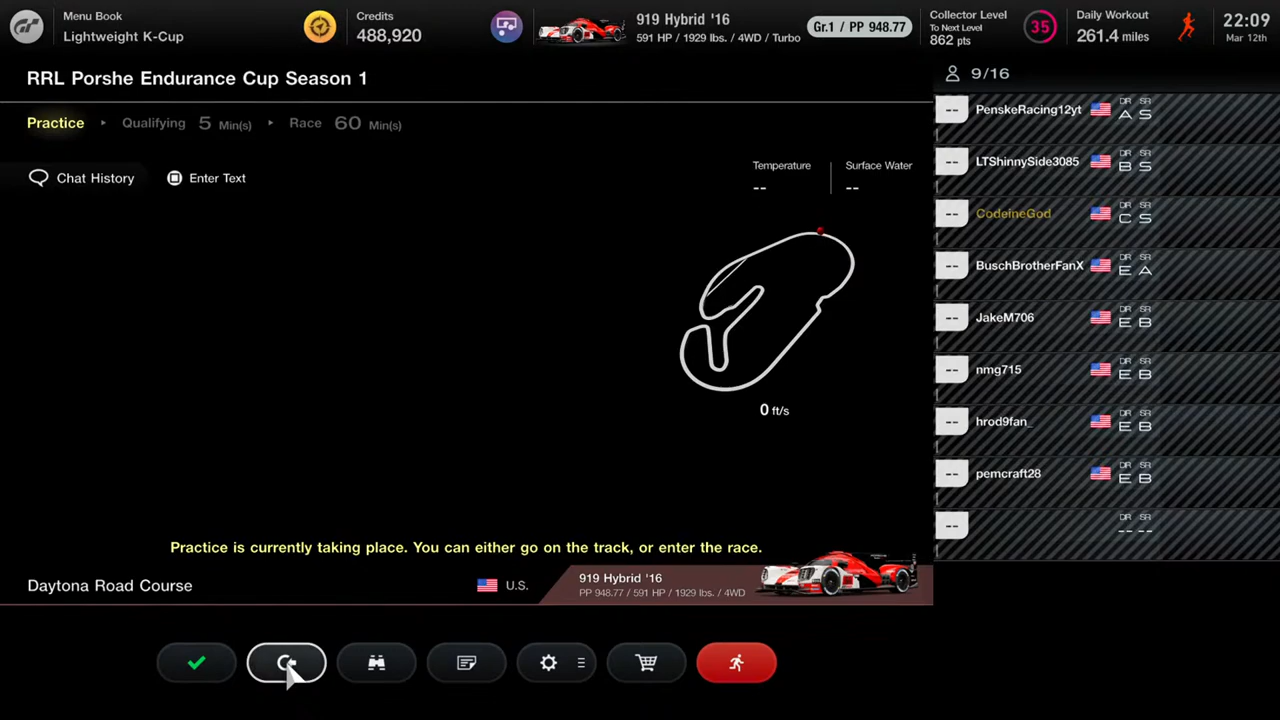 Menu Book
Lightweight K-Cup
Credits
488,920
919 Hybrid '16
591 HP / 1929 lbs. / 4WD / Turbo
Gr.1 / PP 948.77
Collector Level
To Next Level
862 pts
35
Daily Workout
261.4 miles
22:09
Mar 12th
RRL Porshe Endurance Cup Season 1
9/16
Practice ▸ Qualifying 5 Min(s) ▸ Race 60 Min(s)
Chat History
Enter Text
Temperature
--
Surface Water
--
0 ft/s
-- PenskeRacing12yt DR A SR S
-- LTShinnySide3085 DR B SR S
-- CodeineGod DR C SR S
-- BuschBrotherFanX DR E SR A
-- JakeM706 DR E SR B
-- nmg715 DR E SR B
-- hrod9fan_ DR E SR B
-- pemcraft28 DR E SR B
-- DR -- SR --
Practice is currently taking place. You can either go on the track, or enter the race.
Daytona Road Course
U.S.
919 Hybrid '16
PP 948.77 / 591 HP / 1929 lbs. / 4WD